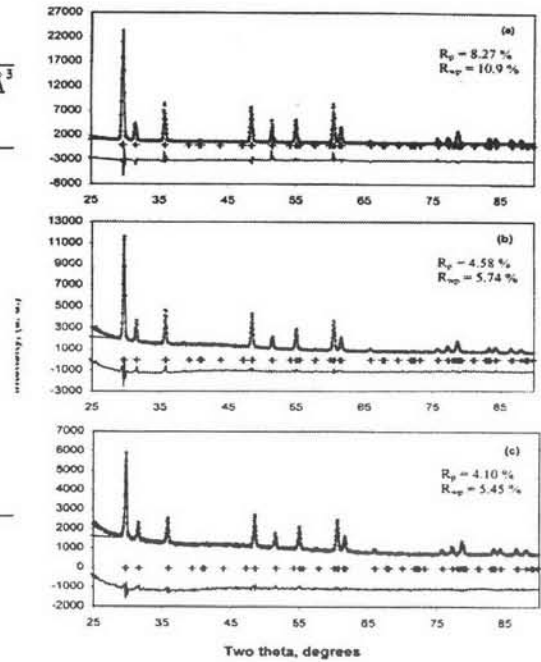 Å3
27000
22000
17000
12000
7000
2000
-3000
-8000
(a)
Rp = 8.27 %
Rwp = 10.9 %
25 35 45 55 65 75 85
13000
11000
9000
7000
5000
3000
1000
-1000
-3000
(b)
Rp = 4.58 %
Rwp = 5.74 %
25 35 45 55 65 75 85
7000
6000
5000
4000
3000
2000
1000
0
-1000
-2000
(c)
Rp = 4.10 %
Rwp = 5.45 %
25 35 45 55 65 75 85
Two theta, degrees